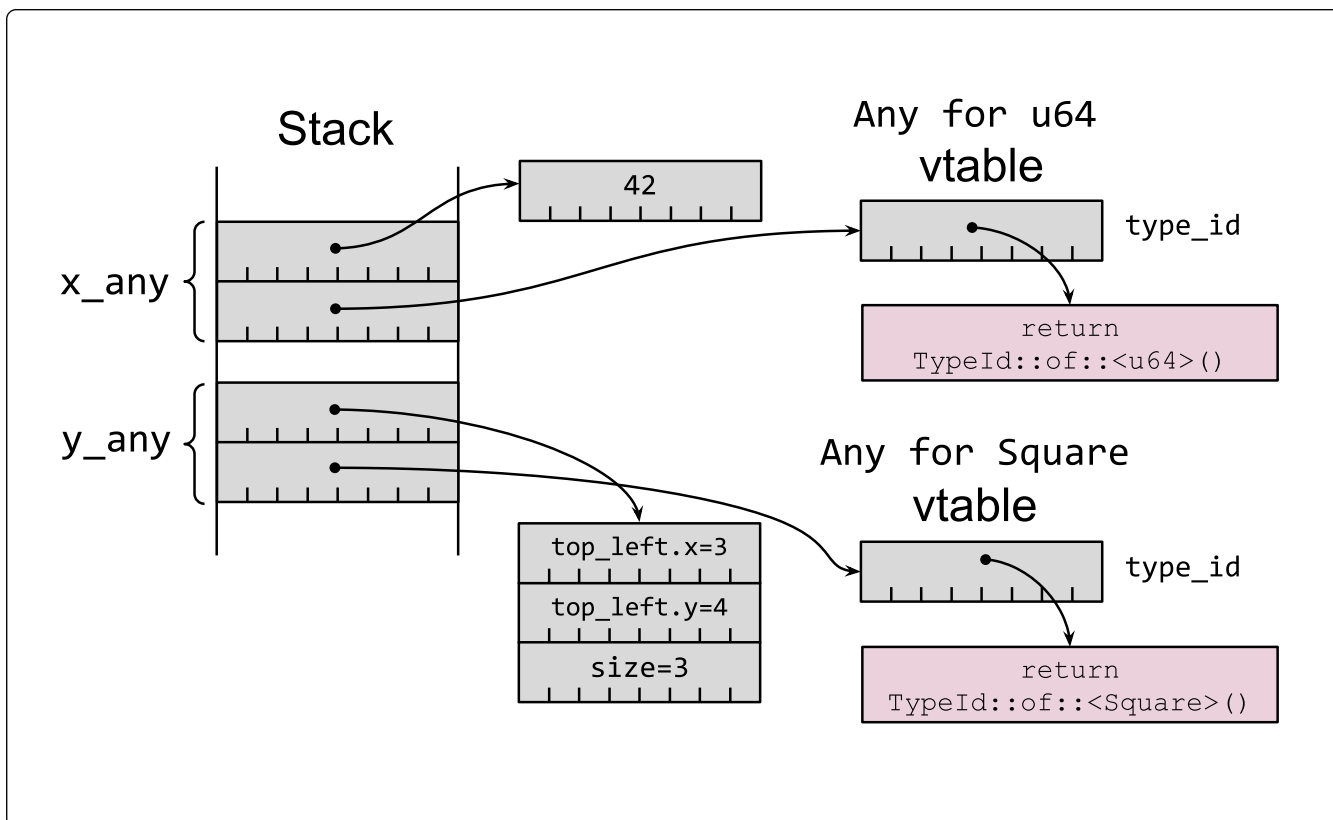 Stack
x_any
y_any
42
top_left.x=3
top_left.y=4
size=3
Any for u64
vtable
type_id
return
TypeId::of::<u64>()
Any for Square
vtable
type_id
return
TypeId::of::<Square>()